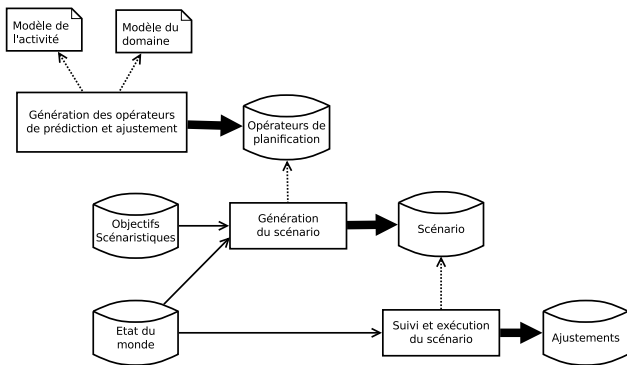 Modèle de
l'activité
Modèle du
domaine
Génération des opérateurs
de prédiction et ajustement
Opérateurs de
planification
Objectifs
Scénaristiques
Génération
du scénario
Scénario
Etat du
monde
Suivi et exécution
du scénario
Ajustements